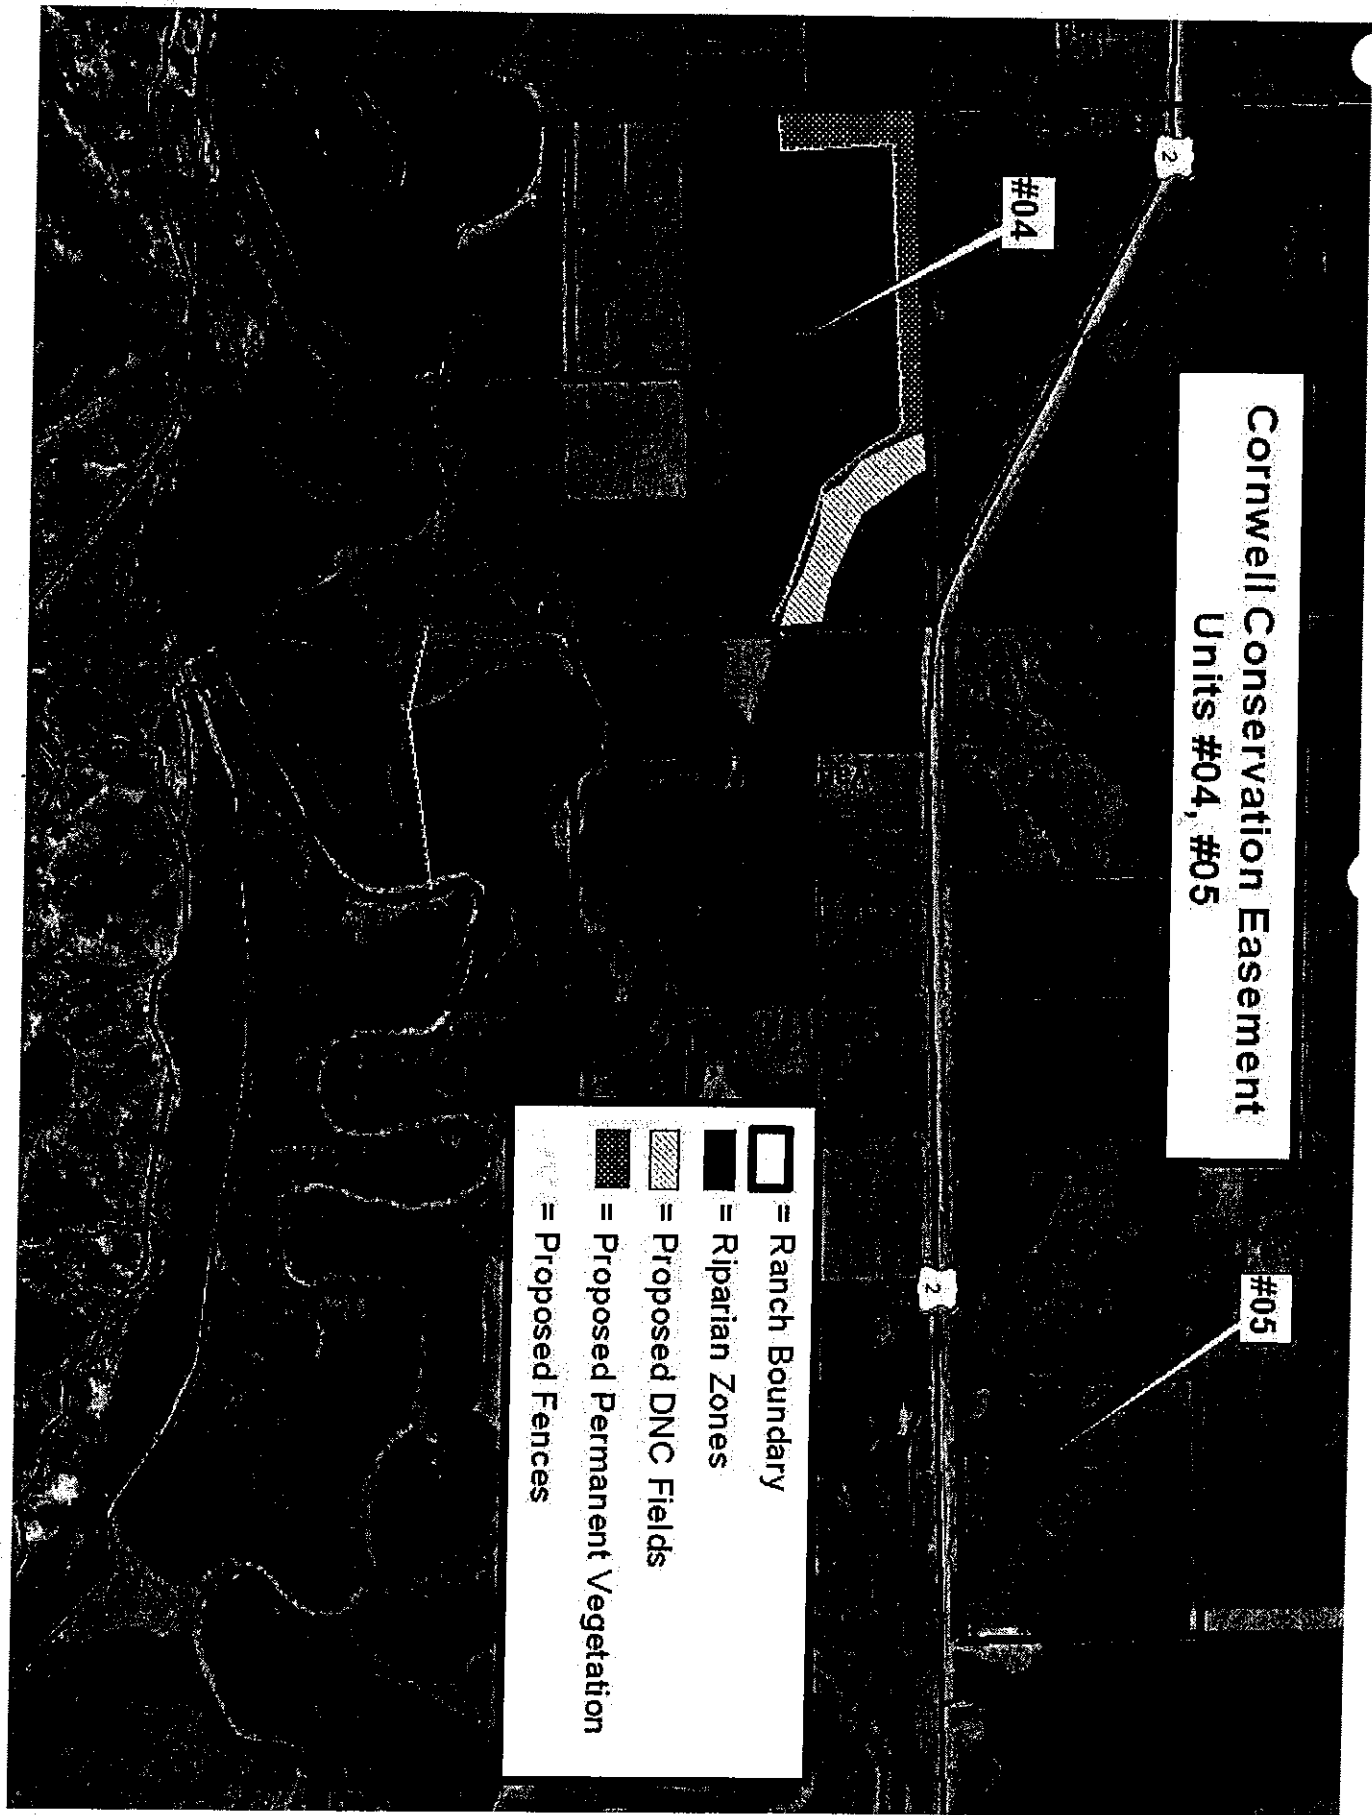 Cornwell Conservation Easement
Units #04, #05
2
#04
#05
2
= Ranch Boundary
= Riparian Zones
= Proposed DNC Fields
= Proposed Permanent Vegetation
= Proposed Fences